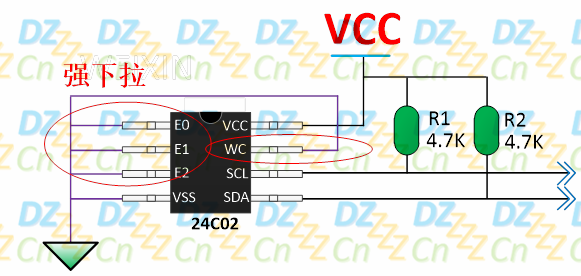 VCC
强下拉
E0
VCC
E1
WC
E2
SCL
VSS
SDA
24C02
R1
4.7K
R2
4.7K